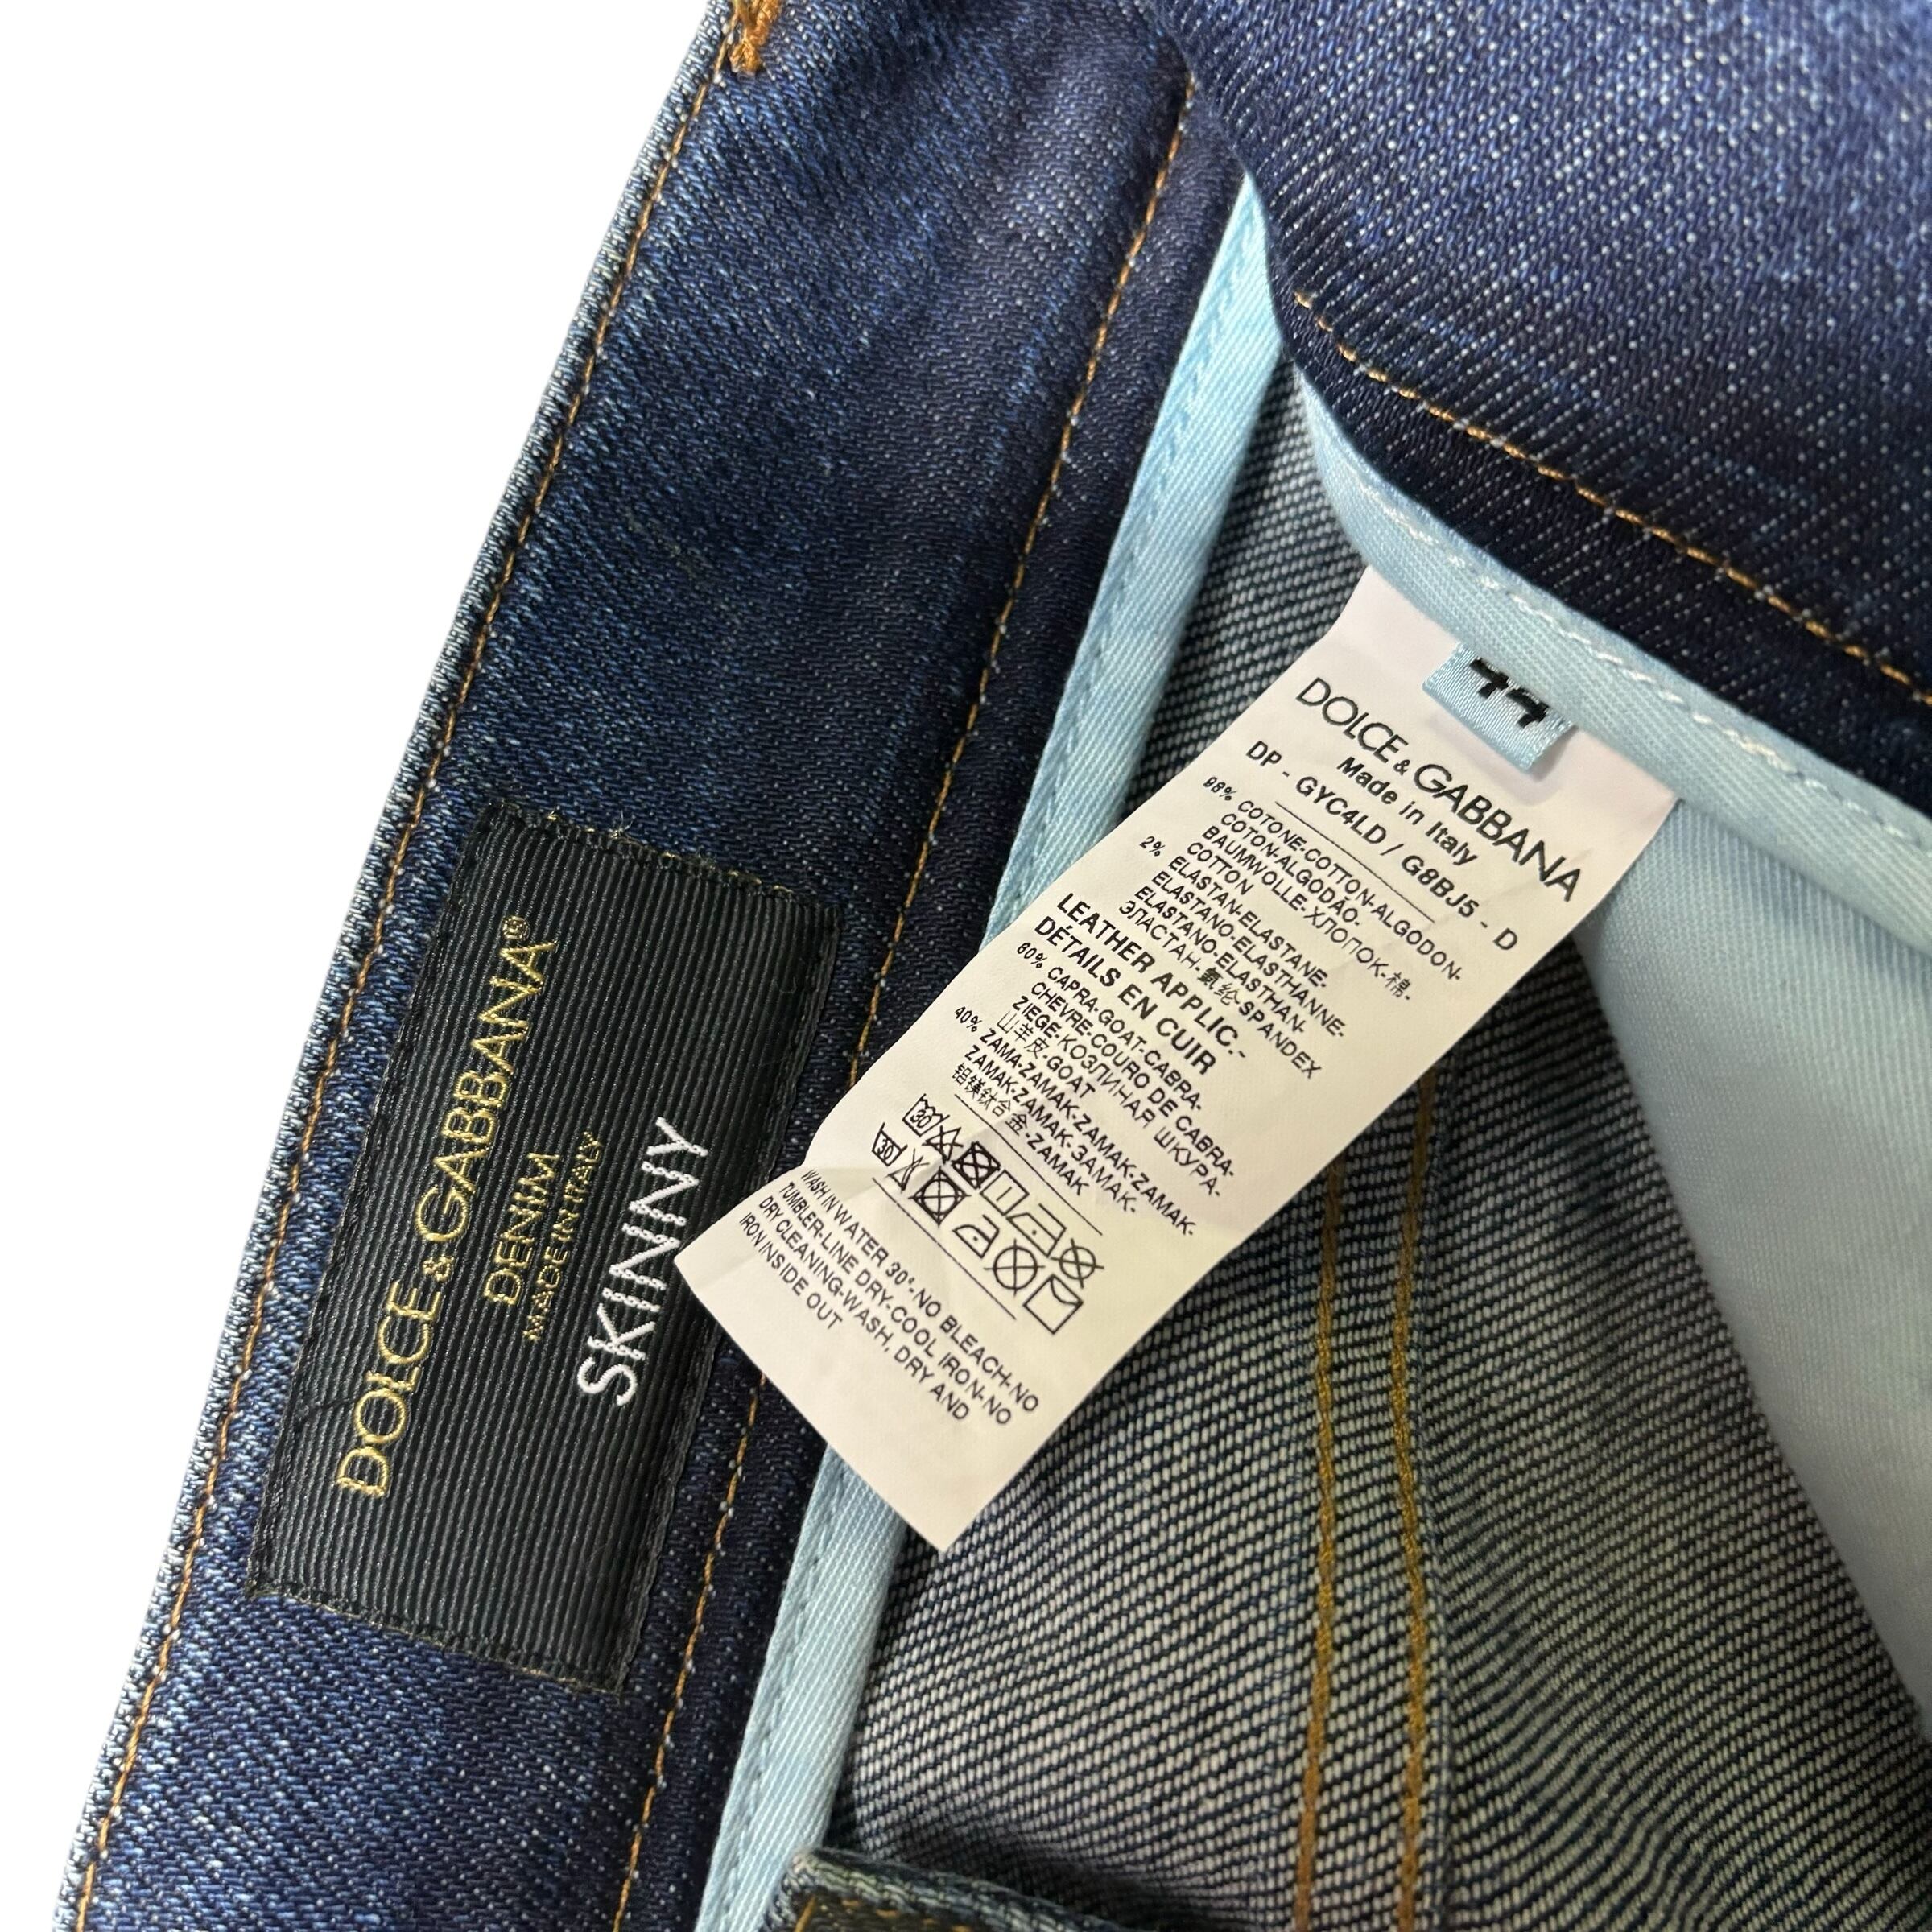 DOLCE & GABBANA®
DENIM
MADE IN ITALY
SKINNY
44
DOLCE & GABBANA
Made in Italy
DP - GYC4LD / G8BJ5 - D
98% COTONE-COTTON-ALGODON-
COTON-ALGODÃO-
BAUMWOLLE-ХЛОПОК-棉-
COTTON
2% ELASTAN-ELASTANE-
ELASTANO-ELASTHANNE-
ELASTANO-ELASTHAN-
ЭЛАСТАН-氨纶-SPANDEX
LEATHER APPLIC.-
DÉTAILS EN CUIR
60% CAPRA-GOAT-CABRA-
CHEVRE-COURO DE CABRA-
ZIEGE-КОЗЛИНАЯ ШКУРА-
山羊皮-GOAT
40% ZAMA-ZAMAK-ZAMAK-ZAMAK-
ZAMAK-ZAMAK-ЗАМАК-
铝镁钛合金-ZAMAK
30
30
WASH IN WATER 30°-NO BLEACH-NO
TUMBLER-LINE DRY-COOL IRON-NO
DRY CLEANING-WASH, DRY AND
IRON INSIDE OUT